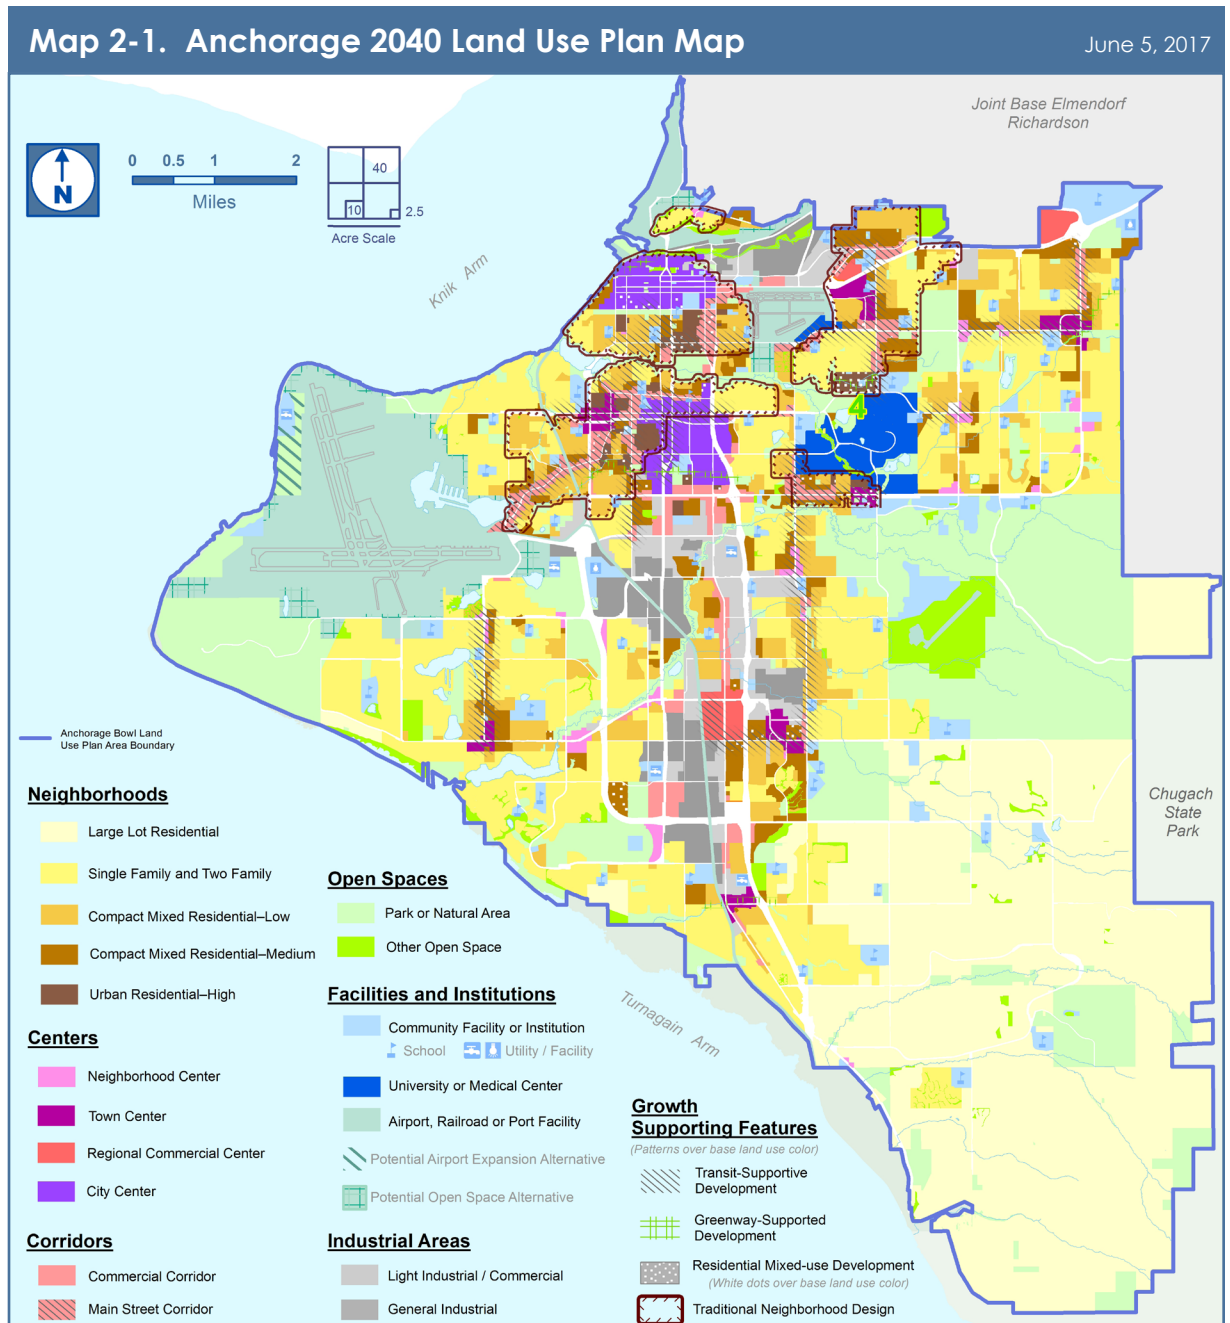 Map 2-1. Anchorage 2040 Land Use Plan Map
June 5, 2017
Joint Base Elmendorf
Richardson
N
0 0.5 1 2
Miles
40
10
2.5
Acre Scale
Knik Arm
4
Anchorage Bowl Land
Use Plan Area Boundary
Chugach
State
Park
Turnagain Arm
Neighborhoods
Large Lot Residential
Single Family and Two Family
Compact Mixed Residential–Low
Compact Mixed Residential–Medium
Urban Residential–High
Centers
Neighborhood Center
Town Center
Regional Commercial Center
City Center
Corridors
Commercial Corridor
Main Street Corridor
Open Spaces
Park or Natural Area
Other Open Space
Facilities and Institutions
Community Facility or Institution
School
Utility / Facility
University or Medical Center
Airport, Railroad or Port Facility
Potential Airport Expansion Alternative
Potential Open Space Alternative
Industrial Areas
Light Industrial / Commercial
General Industrial
Growth
Supporting Features
(Patterns over base land use color)
Transit-Supportive
Development
Greenway-Supported
Development
Residential Mixed-use Development
(White dots over base land use color)
Traditional Neighborhood Design